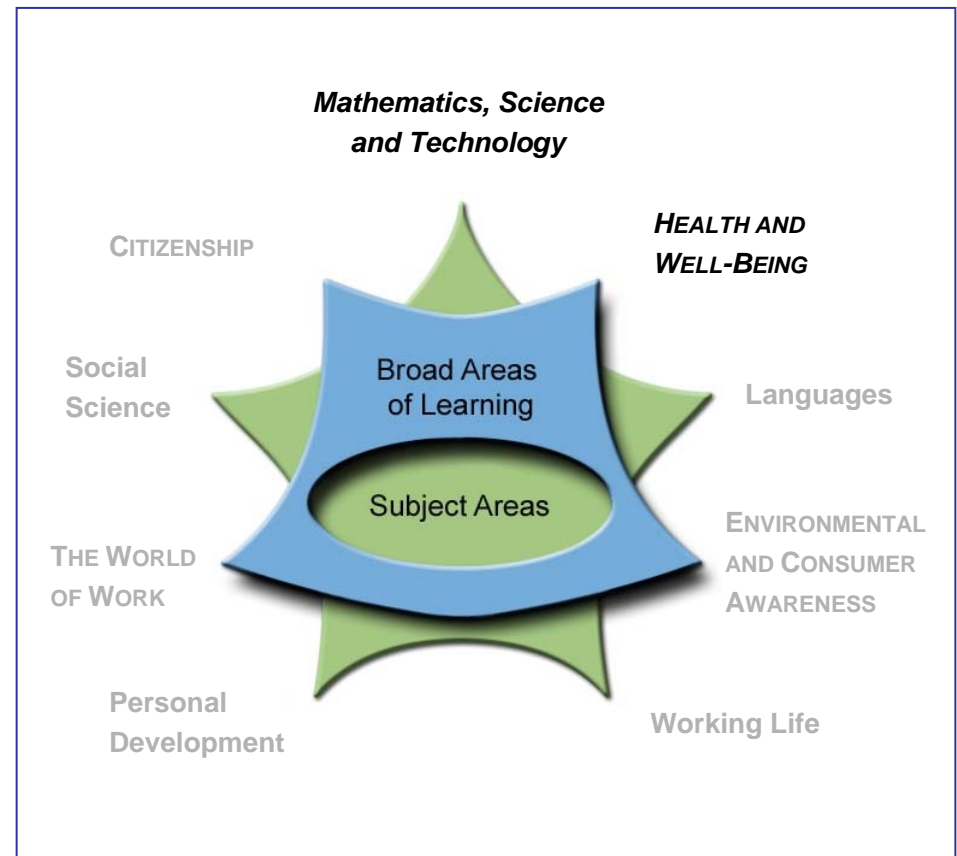 Mathematics, Science
and Technology
CITIZENSHIP
HEALTH AND
WELL-BEING
Social
Science
Broad Areas
of Learning
Languages
Subject Areas
THE WORLD
OF WORK
ENVIRONMENTAL
AND CONSUMER
AWARENESS
Personal
Development
Working Life